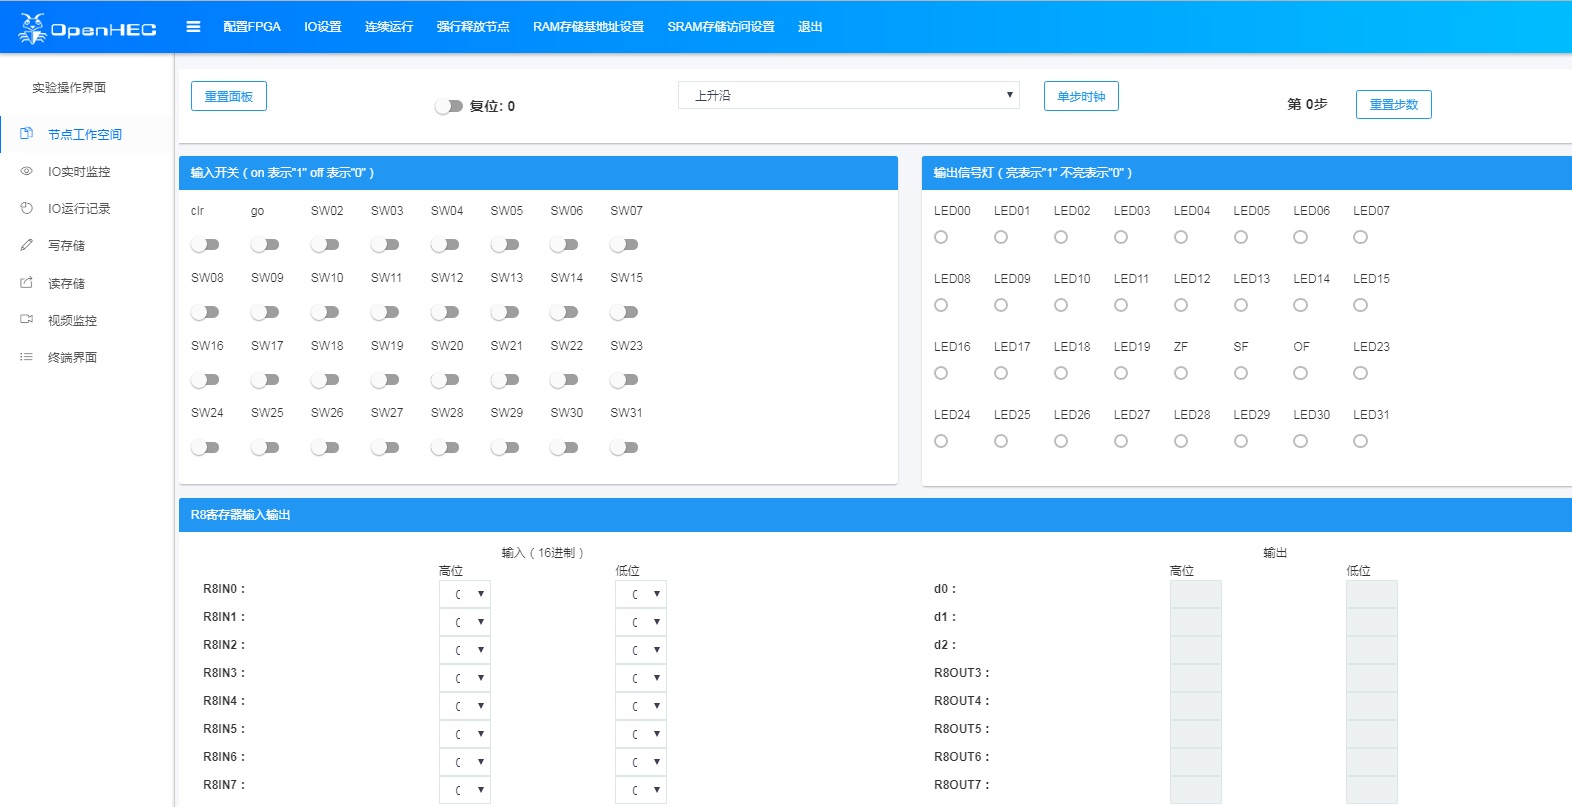 OpenHEC 配置FPGA IO设置 连续运行 强行释放节点 RAM存储基地址设置 SRAM存储访问设置 退出
实验操作界面
节点工作空间
IO实时监控
IO运行记录
写存储
读存储
视频监控
终端界面
重置面板 复位: 0 上升沿 单步时钟 第 0步 重置步数
输入开关（on 表示"1" off 表示"0"）
clr go SW02 SW03 SW04 SW05 SW06 SW07
SW08 SW09 SW10 SW11 SW12 SW13 SW14 SW15
SW16 SW17 SW18 SW19 SW20 SW21 SW22 SW23
SW24 SW25 SW26 SW27 SW28 SW29 SW30 SW31
输出信号灯（亮表示"1" 不亮表示"0"）
LED00 LED01 LED02 LED03 LED04 LED05 LED06 LED07
LED08 LED09 LED10 LED11 LED12 LED13 LED14 LED15
LED16 LED17 LED18 LED19 ZF SF OF LED23
LED24 LED25 LED26 LED27 LED28 LED29 LED30 LED31
R8寄存器输入输出
输入（16进制）
高位 低位
R8IN0：
R8IN1：
R8IN2：
R8IN3：
R8IN4：
R8IN5：
R8IN6：
R8IN7：
输出
高位 低位
d0：
d1：
d2：
R8OUT3：
R8OUT4：
R8OUT5：
R8OUT6：
R8OUT7：